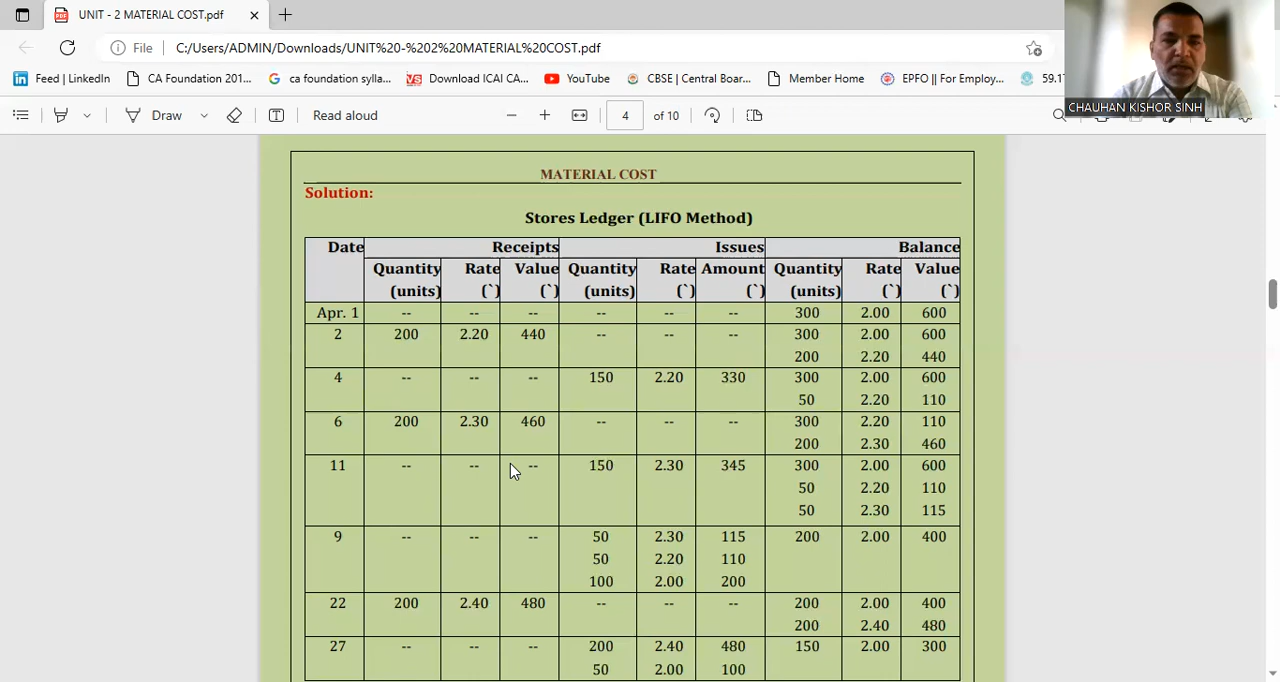 UNIT - 2 MATERIAL COST.pdf
File C:/Users/ADMIN/Downloads/UNIT%20-%202%20MATERIAL%20COST.pdf
Feed | LinkedIn CA Foundation 201... ca foundation sylla... Download ICAI CA... YouTube CBSE | Central Boar... Member Home EPFO || For Employ... 59.1
CHAUHAN KISHOR SINH
Draw Read aloud 4 of 10
MATERIAL COST
Solution:
Stores Ledger (LIFO Method)
Date Receipts Issues Balance
Quantity Rate Value Quantity Rate Amount Quantity Rate Value
(units) (`) (`) (units) (`) (`) (units) (`) (`)
Apr. 1 -- -- -- -- -- -- 300 2.00 600
2 200 2.20 440 -- -- -- 300 2.00 600
200 2.20 440
4 -- -- -- 150 2.20 330 300 2.00 600
50 2.20 110
6 200 2.30 460 -- -- -- 300 2.20 110
200 2.30 460
11 -- -- -- 150 2.30 345 300 2.00 600
50 2.20 110
50 2.30 115
9 -- -- -- 50 2.30 115 200 2.00 400
50 2.20 110
100 2.00 200
22 200 2.40 480 -- -- -- 200 2.00 400
200 2.40 480
27 -- -- -- 200 2.40 480 150 2.00 300
50 2.00 100